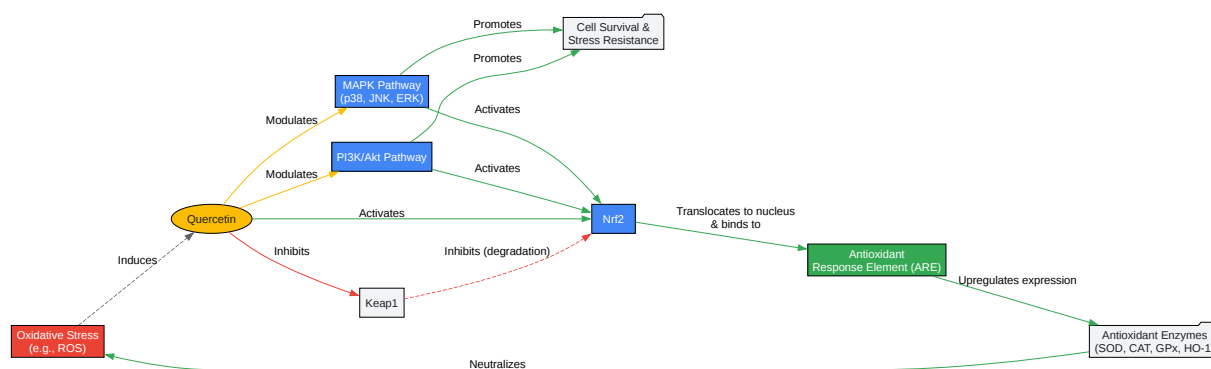 Promotes
Cell Survival &
Stress Resistance
Promotes
MAPK Pathway
(p38, JNK, ERK)
Activates
Modulates
PI3K/Akt Pathway
Modulates
Activates
Quercetin
Activates
Nrf2
Translocates to nucleus
& binds to
Inhibits
Inhibits (degradation)
Antioxidant
Response Element (ARE)
Induces
Upregulates expression
Keap1
Oxidative Stress
(e.g., ROS)
Antioxidant Enzymes
(SOD, CAT, GPx, HO-1
Neutralizes